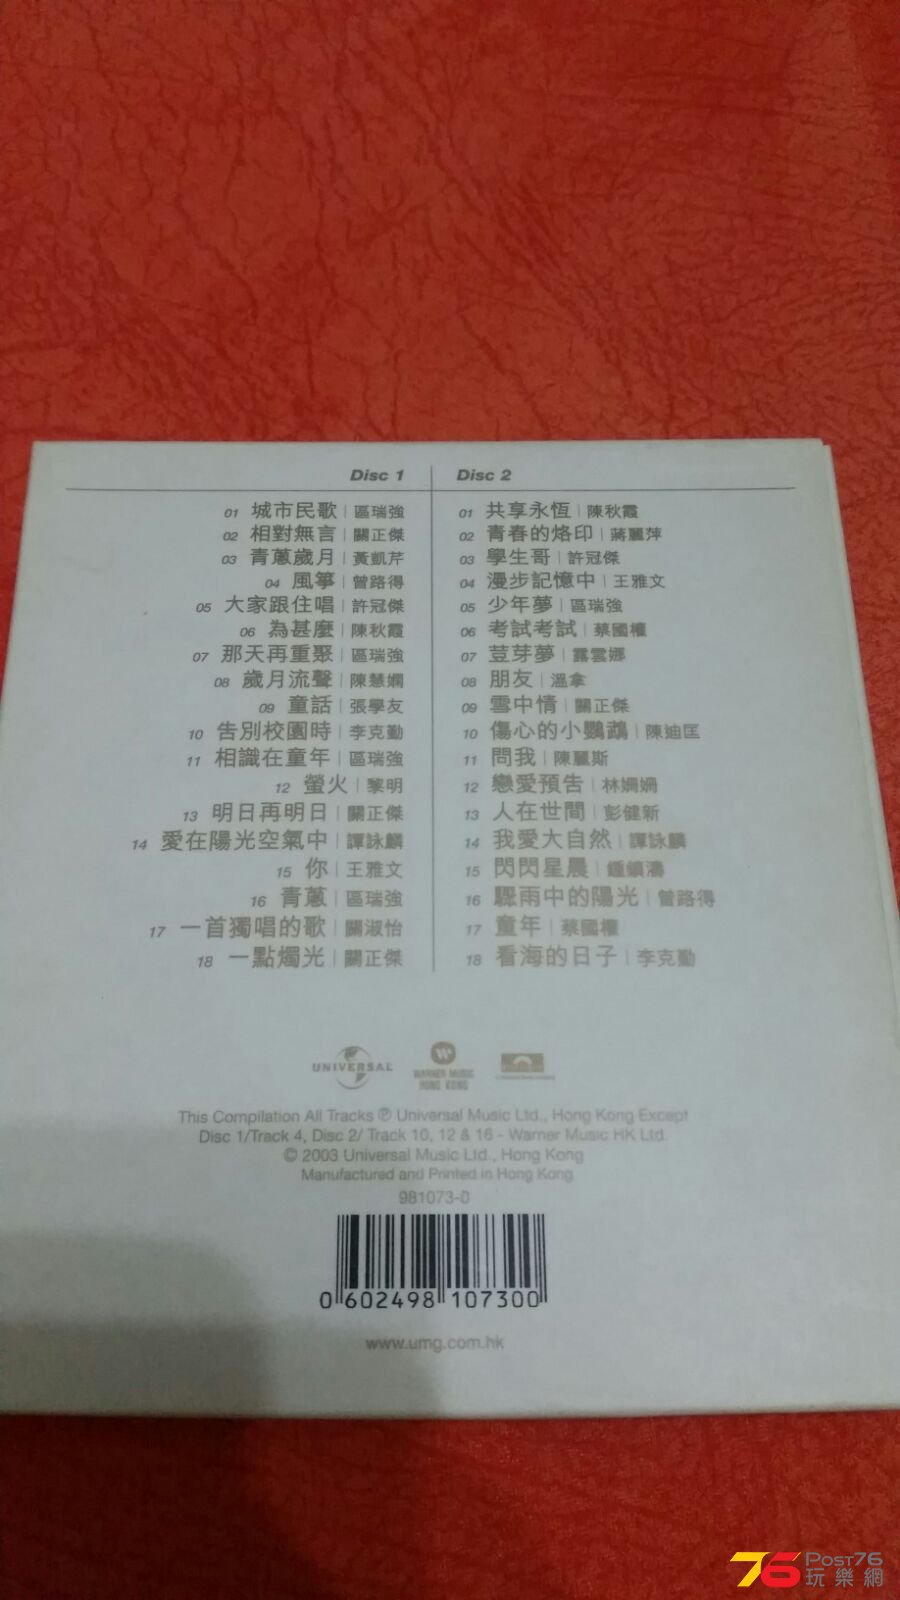 Disc 1
01 城市民歌 | 區瑞強
02 相對無言 | 關正傑
03 青蔥歲月 | 黃凱芹
04 風箏 | 曾路得
05 大家跟住唱 | 許冠傑
06 為甚麼 | 陳秋霞
07 那天再重聚 | 區瑞強
08 歲月流聲 | 陳慧嫻
09 童話 | 張學友
10 告別校園時 | 李克勤
11 相識在童年 | 區瑞強
12 螢火 | 黎明
13 明日再明日 | 關正傑
14 愛在陽光空氣中 | 譚詠麟
15 你 | 王雅文
16 青蔥 | 區瑞強
17 一首獨唱的歌 | 關淑怡
18 一點燭光 | 關正傑
Disc 2
01 共享永恆 | 陳秋霞
02 青春的烙印 | 蔣麗萍
03 學生哥 | 許冠傑
04 漫步記憶中 | 王雅文
05 少年夢 | 區瑞強
06 考試考試 | 蔡國權
07 荳芽夢 | 露雲娜
08 朋友 | 溫拿
09 雪中情 | 關正傑
10 傷心的小鸚鵡 | 陳迪匡
11 問我 | 陳麗斯
12 戀愛預告 | 林姍姍
13 人在世間 | 彭健新
14 我愛大自然 | 譚詠麟
15 閃閃星晨 | 鍾鎮濤
16 驟雨中的陽光 | 曾路得
17 童年 | 蔡國權
18 看海的日子 | 李克勤
UNIVERSAL
WARNER MUSIC
HONG KONG
This Compilation All Tracks ℗ Universal Music Ltd., Hong Kong Except
Disc 1/Track 4, Disc 2/ Track 10, 12 & 16 - Warner Music HK Ltd.
© 2003 Universal Music Ltd., Hong Kong
Manufactured and Printed in Hong Kong
981073-0
0 602498 107300
www.umg.com.hk
76 POST76
玩樂網